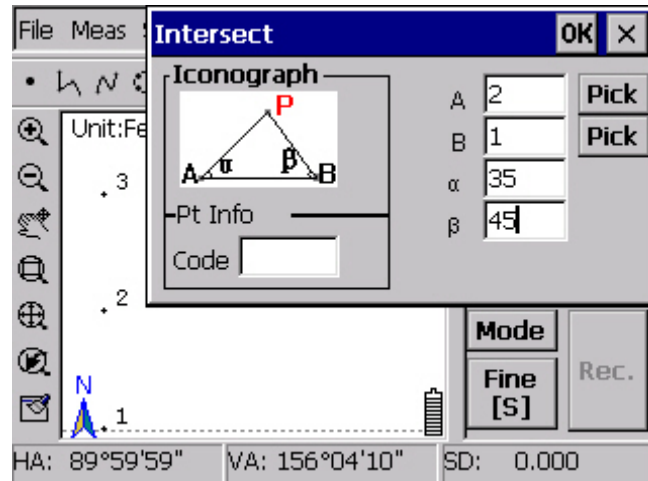 File Meas
Intersect OK ×
Iconograph
P
A α β B
A 2 Pick
B 1 Pick
α 35
β 45
Pt Info
Code
Unit:Fe
3
2
N
1
Mode
Fine
[S]
Rec.
HA: 89°59'59" VA: 156°04'10" SD: 0.000